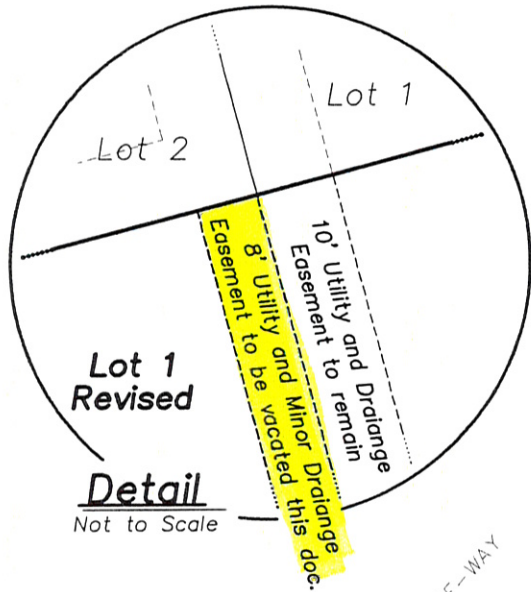 Lot 1
Lot 2
10' Utility and Draiange
Easement to remain
8' Utility and Minor Draiange
Easement to be vacated this doc.
Lot 1
Revised
Detail
Not to Scale
-WAY